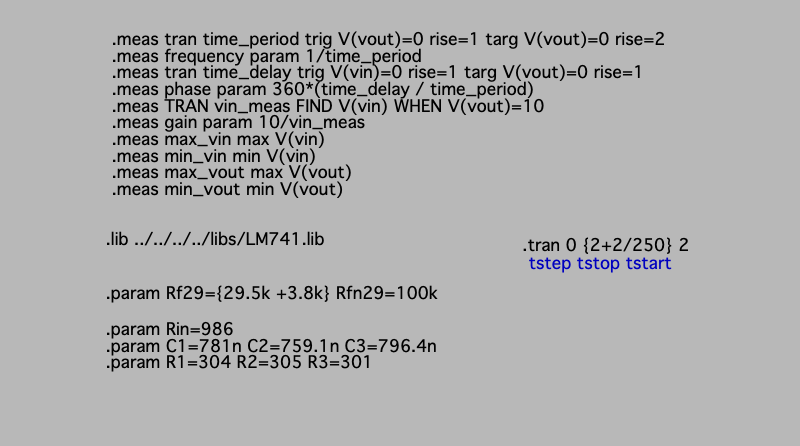 .meas tran time_period trig V(vout)=0 rise=1 targ V(vout)=0 rise=2
.meas frequency param 1/time_period
.meas tran time_delay trig V(vin)=0 rise=1 targ V(vout)=0 rise=1
.meas phase param 360*(time_delay / time_period)
.meas TRAN vin_meas FIND V(vin) WHEN V(vout)=10
.meas gain param 10/vin_meas
.meas max_vin max V(vin)
.meas min_vin min V(vin)
.meas max_vout max V(vout)
.meas min_vout min V(vout)
.lib ../../../../libs/LM741.lib
.tran 0 {2+2/250} 2
tstep tstop tstart
.param Rf29={29.5k +3.8k} Rfn29=100k
.param Rin=986
.param C1=781n C2=759.1n C3=796.4n
.param R1=304 R2=305 R3=301